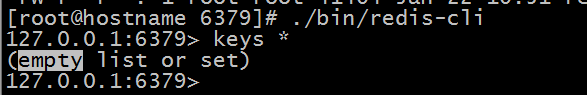 [root@hostname 6379]# ./bin/redis-cli
127.0.0.1:6379> keys *
(empty list or set)
127.0.0.1:6379>